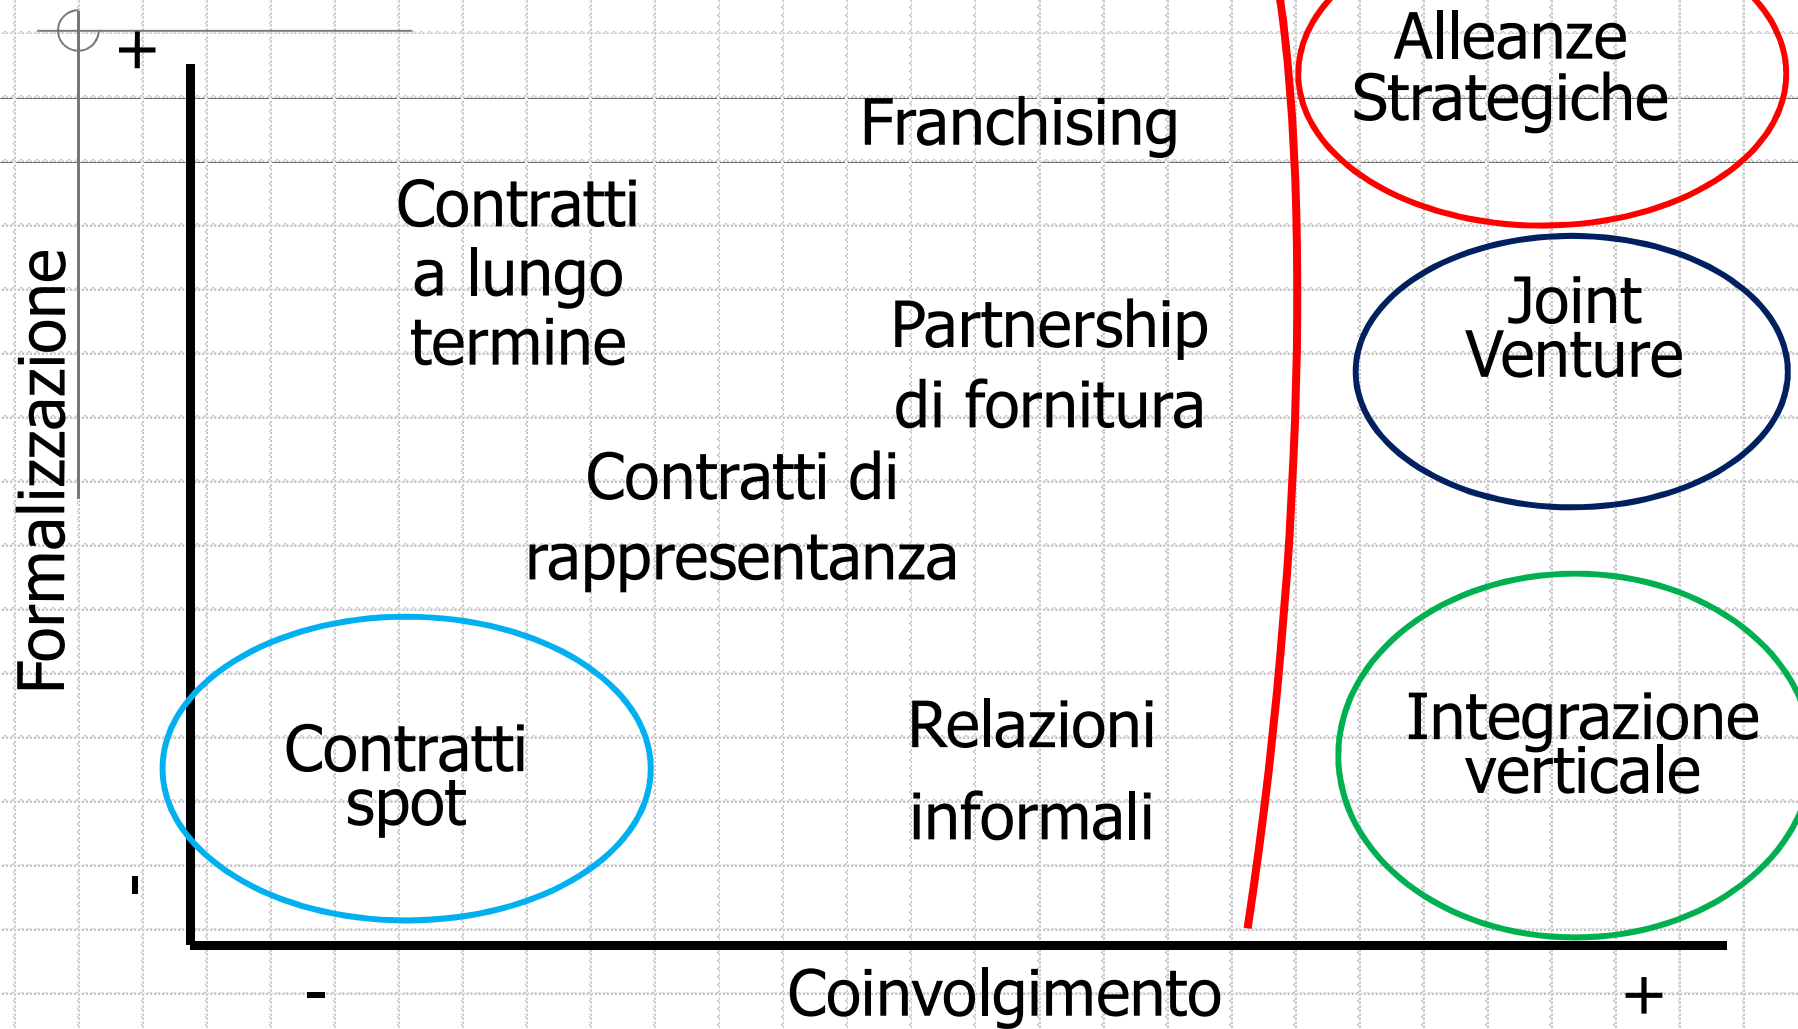 +
Alleanze
Strategiche
Franchising
Contratti
a lungo
termine
Formalizzazione
Joint
Venture
Partnership
di fornitura
Contratti di
rappresentanza
Contratti
spot
Relazioni
informali
Integrazione
verticale
-
-
Coinvolgimento
+